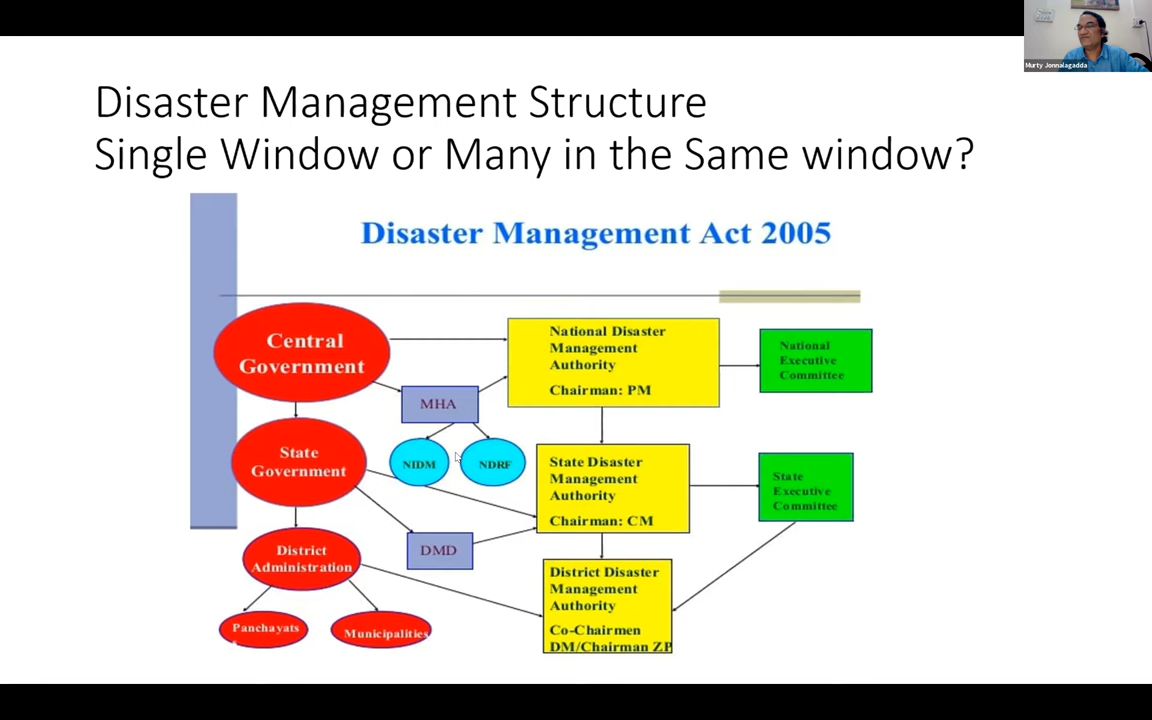 Murty Jonnalagadda
Disaster Management Structure
Single Window or Many in the Same window?
Disaster Management Act 2005
Central
Government
MHA
NIDM
NDRF
National Disaster
Management
Authority
Chairman: PM
National
Executive
Committee
State
Government
DMD
State Disaster
Management
Authority
Chairman: CM
State
Executive
Committee
District
Administration
Panchayats
Municipalities
District Disaster
Management
Authority
Co-Chairmen
DM/Chairman ZP